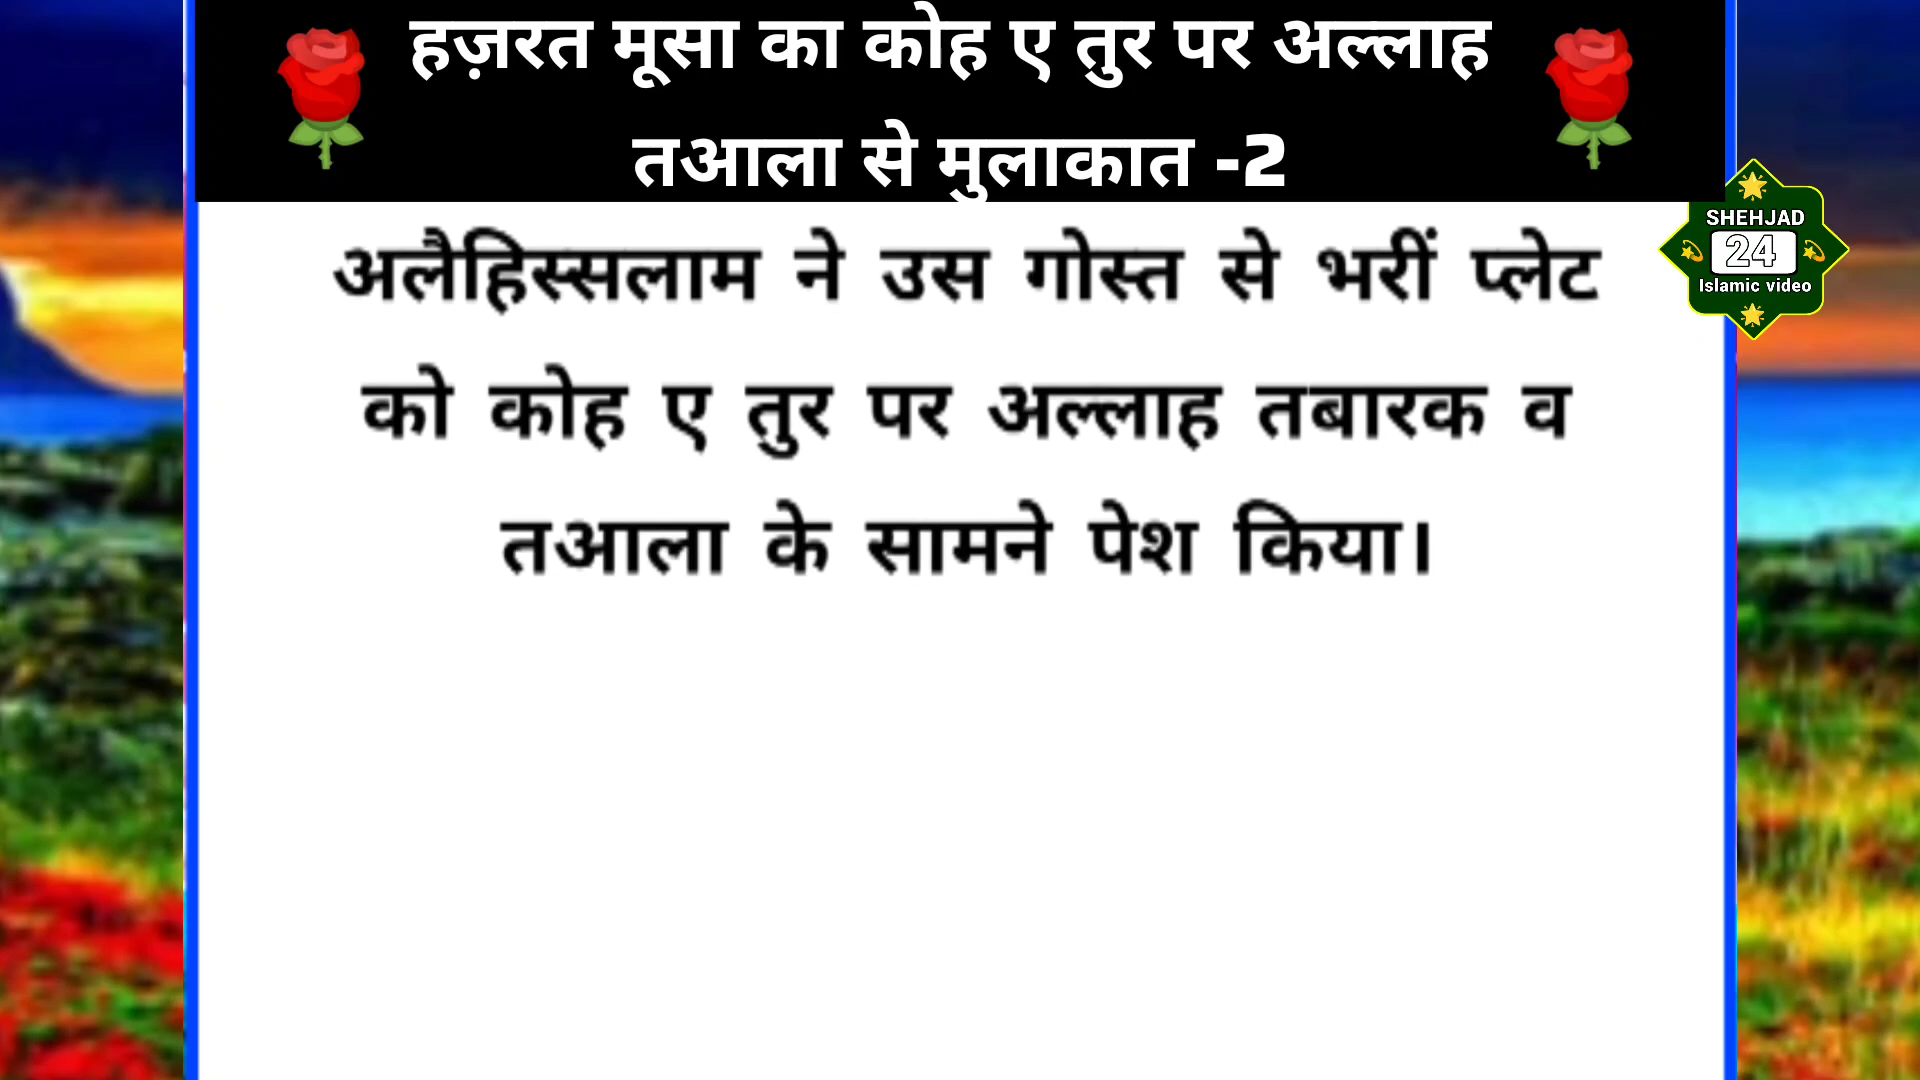 हज़रत मूसा का कोह ए तुर पर अल्लाह
तआला से मुलाकात -2
SHEHJAD
24
Islamic video
अलैहिस्सलाम ने उस गोस्त से भरीं प्लेट
को कोह ए तुर पर अल्लाह तबारक व
तआला के सामने पेश किया।